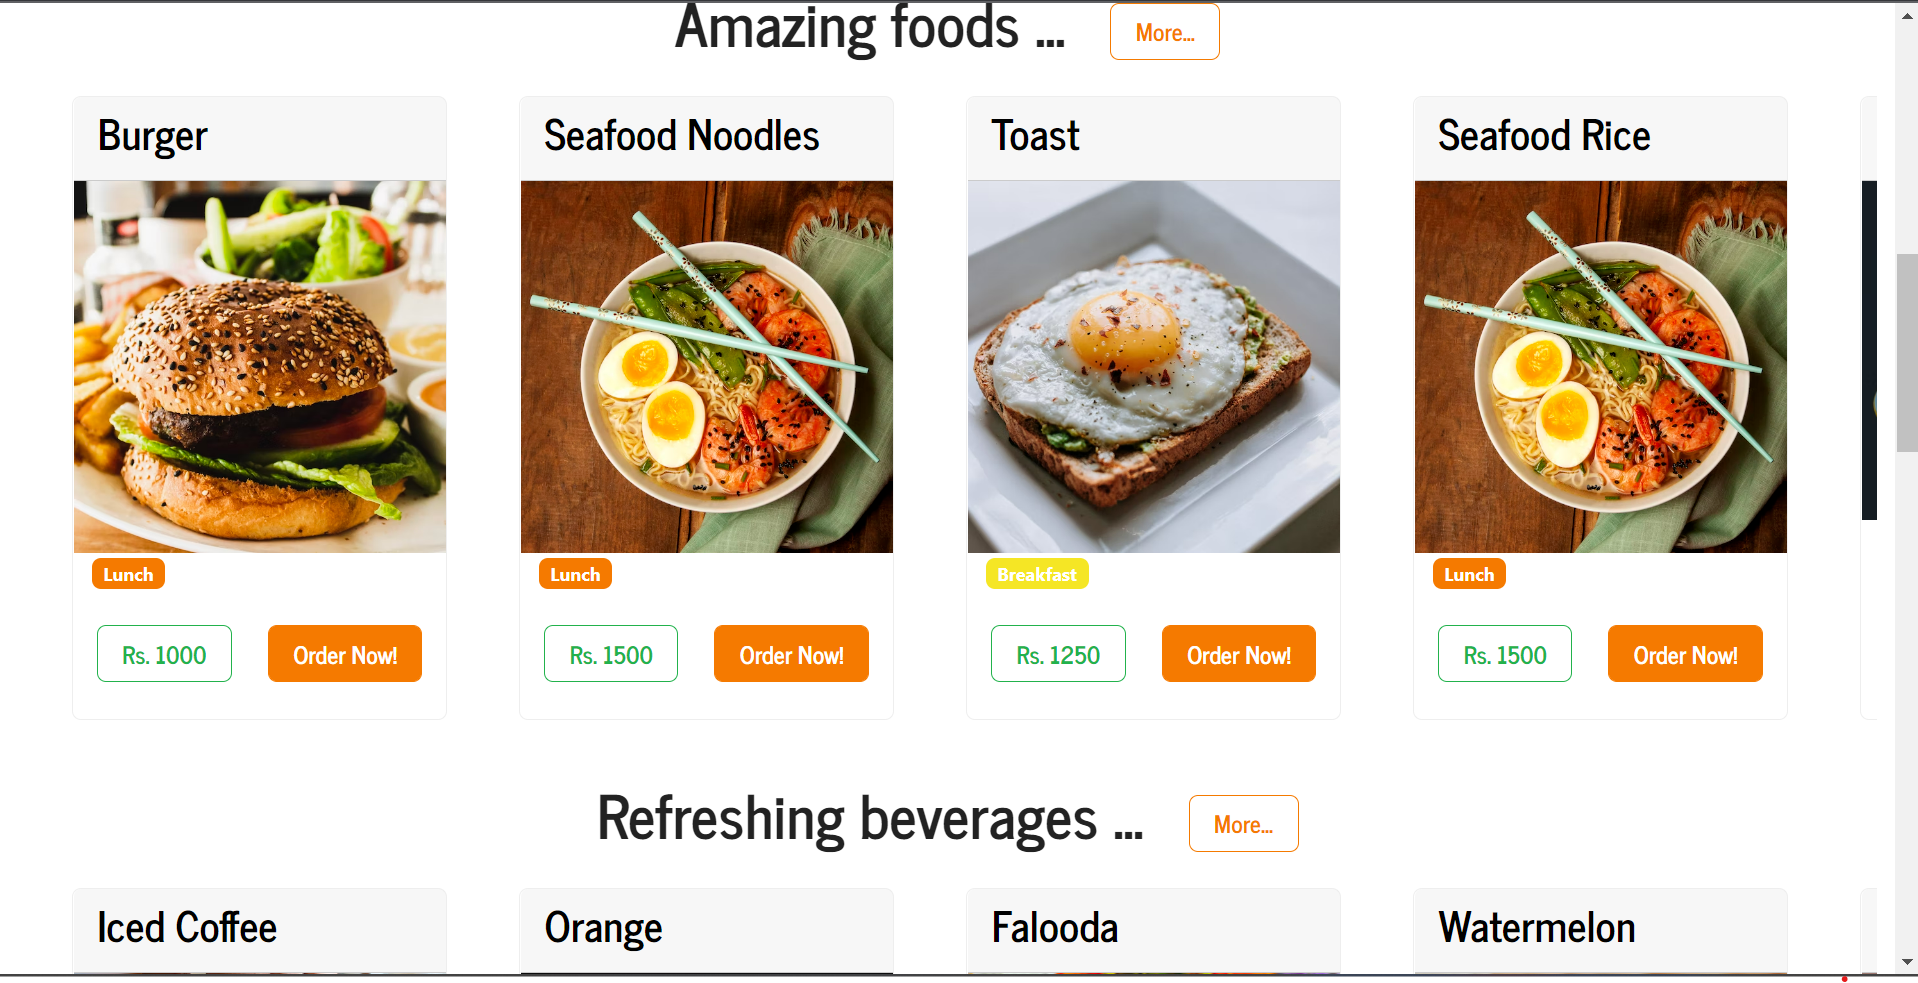 Amazing foods ...
More...
Burger
Seafood Noodles
Toast
Seafood Rice
Lunch
Lunch
Breakfast
Lunch
Rs. 1000
Order Now!
Rs. 1500
Order Now!
Rs. 1250
Order Now!
Rs. 1500
Order Now!
Refreshing beverages ...
More...
Iced Coffee
Orange
Falooda
Watermelon